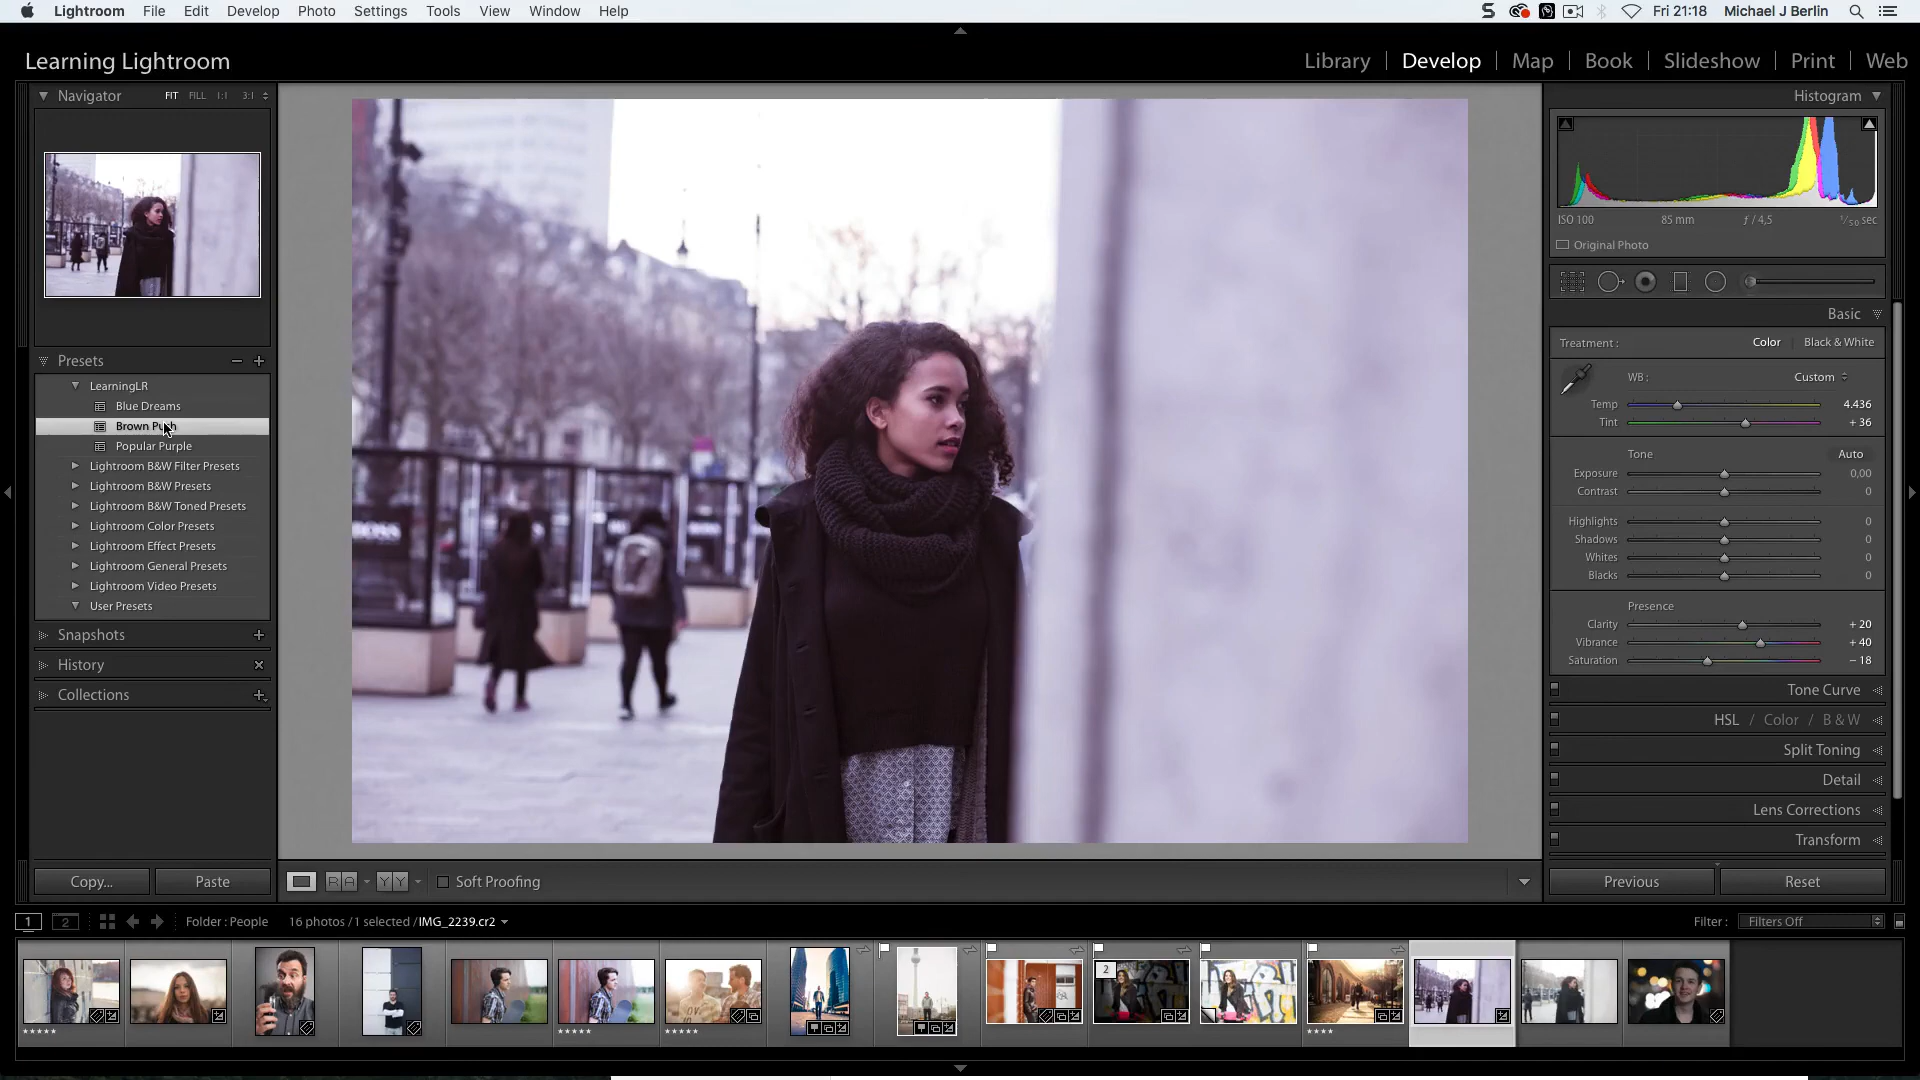 Lightroom File Edit Develop Photo Settings Tools View Window Help
Fri 21:18 Michael J Berlin
Learning Lightroom
Library | Develop | Map | Book | Slideshow | Print | Web
Navigator FIT FILL 1:1 3:1
Presets
LearningLR
Blue Dreams
Brown Push
Popular Purple
Lightroom B&W Filter Presets
Lightroom B&W Presets
Lightroom B&W Toned Presets
Lightroom Color Presets
Lightroom Effect Presets
Lightroom General Presets
Lightroom Video Presets
User Presets
Snapshots
History
Collections
Copy... Paste
R A Y Y Soft Proofing
Histogram
ISO 100 85 mm ƒ / 4,5 1/50 sec
Original Photo
Basic
Treatment : Color Black & White
WB : Custom
Temp 4.436
Tint + 36
Tone Auto
Exposure 0,00
Contrast 0
Highlights 0
Shadows 0
Whites 0
Blacks 0
Presence
Clarity + 20
Vibrance + 40
Saturation – 18
Tone Curve
HSL / Color / B & W
Split Toning
Detail
Lens Corrections
Transform
Previous Reset
1 2 Folder : People 16 photos / 1 selected / IMG_2239.cr2
Filter : Filters Off
2